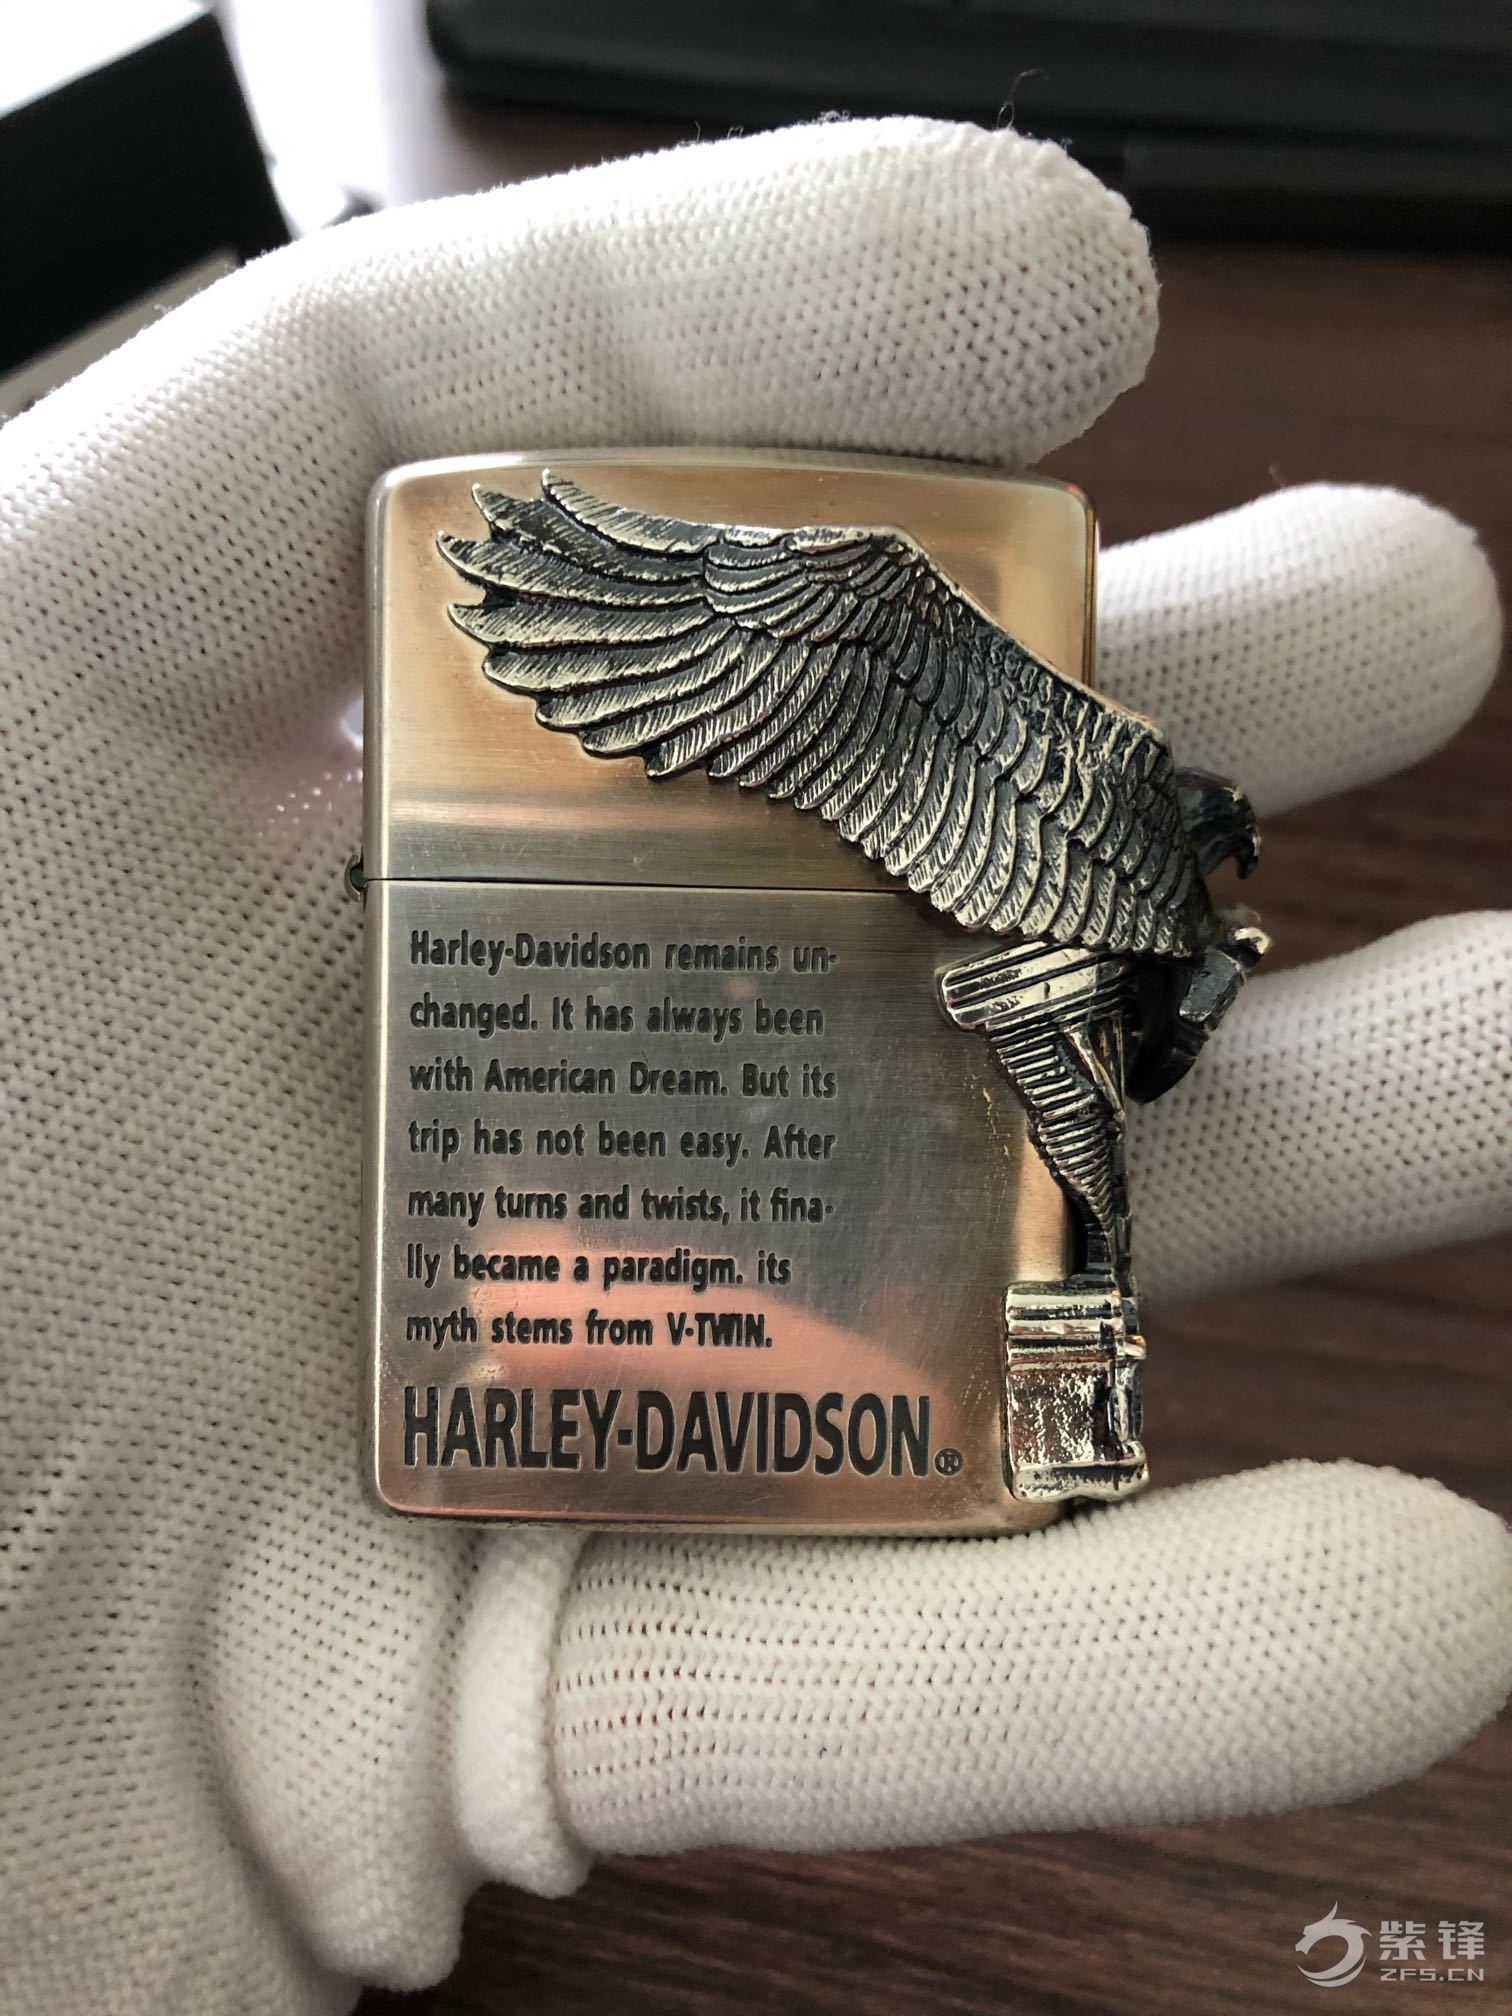 Harley-Davidson remains un-
changed. It has always been
with American Dream. But its
trip has not been easy. After
many turns and twists, it fina-
lly became a paradigm. its
myth stems from V-TWIN.
HARLEY-DAVIDSON®
紫锋
ZFS.CN